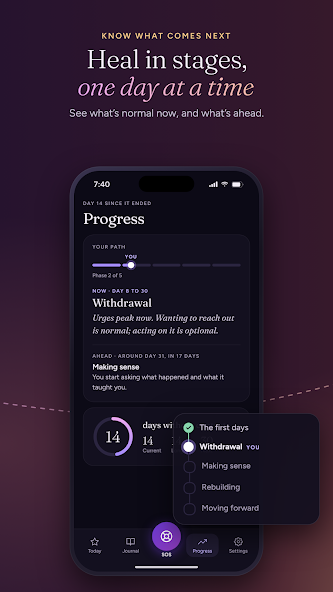 KNOW WHAT COMES NEXT
Heal in stages,
one day at a time
See what's normal now, and what's ahead.
7:40
DAY 14 SINCE IT ENDED
Progress
YOUR PATH
YOU
Phase 2 of 5
NOW · DAY 8 TO 30
Withdrawal
Urges peak now. Wanting to reach out
is normal; acting on it is optional.
AHEAD · AROUND DAY 31, IN 17 DAYS
Making sense
You start asking what happened and what it
taught you.
14
days
14
Current
The first days
Withdrawal YOU
Making sense
Rebuilding
Moving forward
Today
Journal
SOS
Progress
Settings